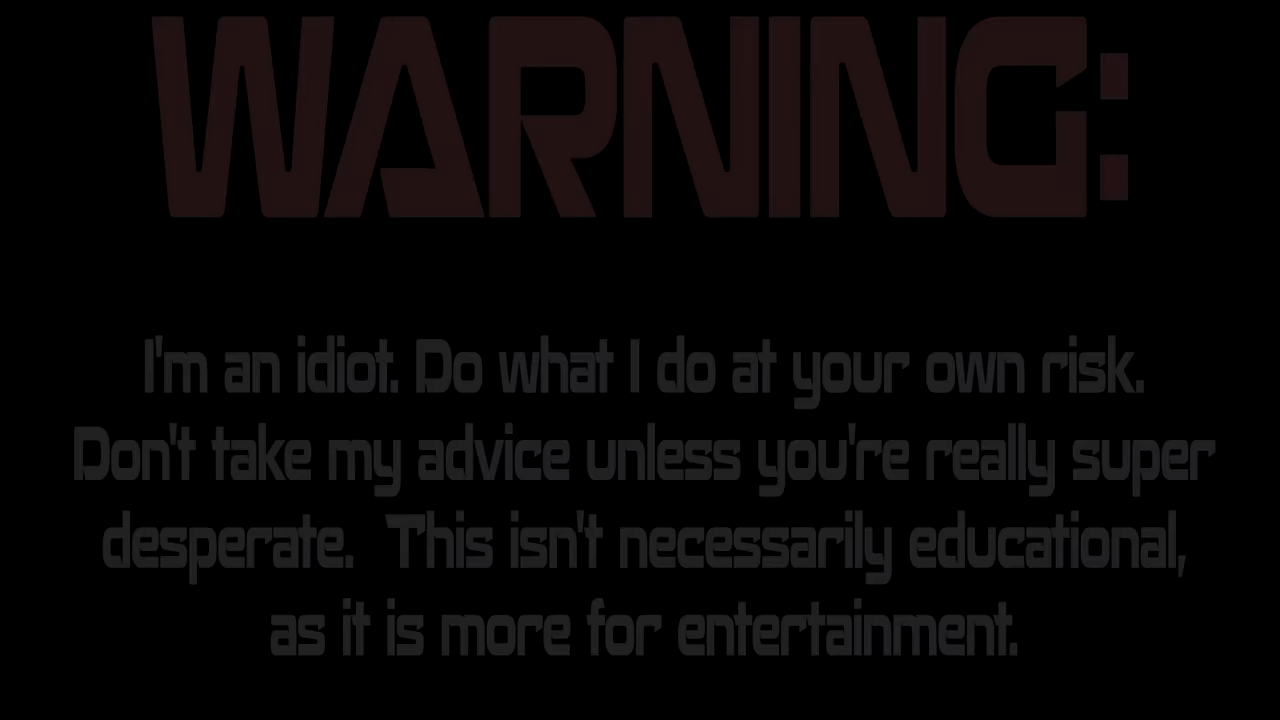 WARNING:
I'm an idiot. Do what I do at your own risk.
Don't take my advice unless you're really super
desperate.  This isn't necessarily educational,
as it is more for entertainment.